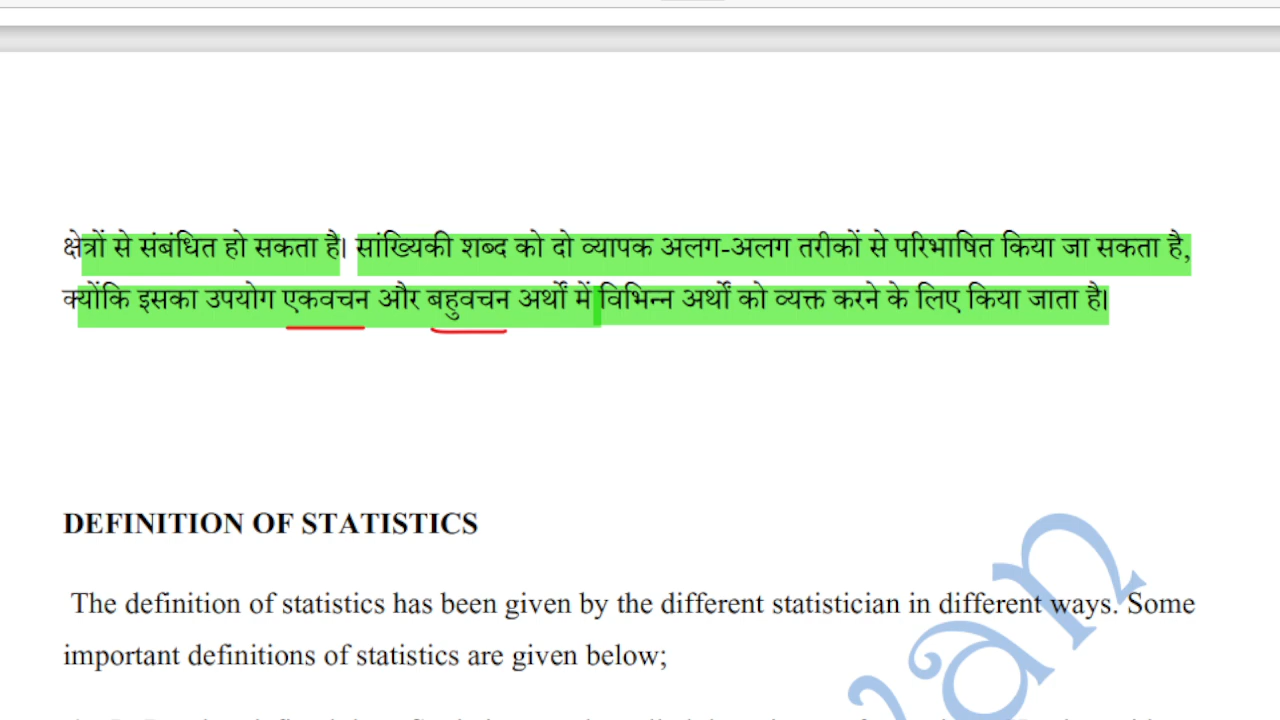 क्षेत्रों से संबंधित हो सकता है। सांख्यिकी शब्द को दो व्यापक अलग-अलग तरीकों से परिभाषित किया जा सकता है,
क्योंकि इसका उपयोग एकवचन और बहुवचन अर्थों में विभिन्न अर्थों को व्यक्त करने के लिए किया जाता है।
DEFINITION OF STATISTICS
The definition of statistics has been given by the different statistician in different ways. Some
important definitions of statistics are given below;